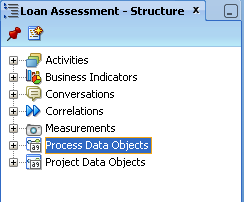 Loan Assessment - Structure
Activities
Business Indicators
Conversations
Correlations
Measurements
Process Data Objects
Project Data Objects